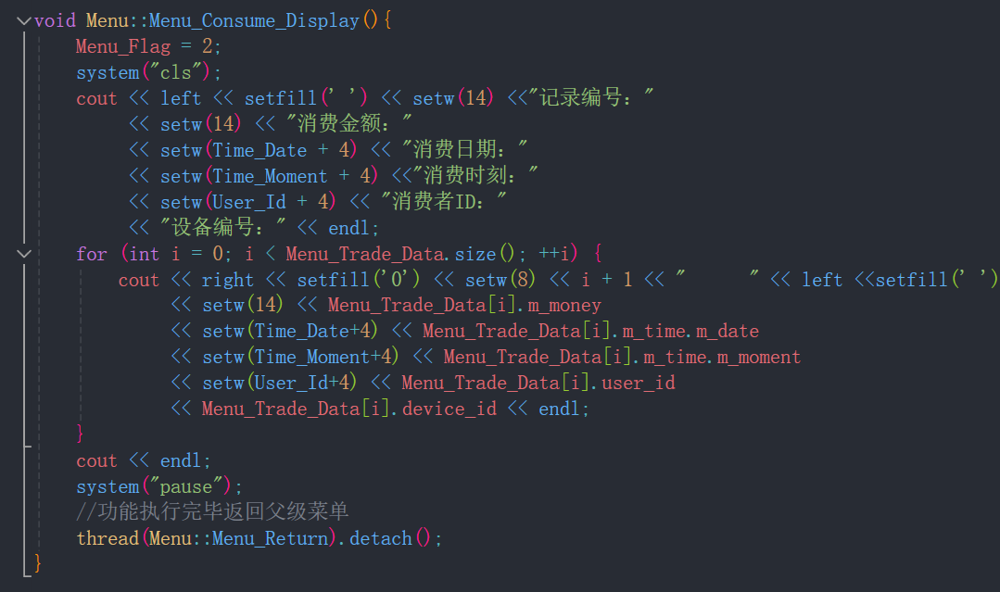 void Menu::Menu_Consume_Display(){
    Menu_Flag = 2;
    system("cls");
    cout << left << setfill(' ') << setw(14) <<"记录编号："
         << setw(14) << "消费金额："
         << setw(Time_Date + 4) << "消费日期："
         << setw(Time_Moment + 4) <<"消费时刻："
         << setw(User_Id + 4) << "消费者ID："
         << "设备编号：" << endl;
    for (int i = 0; i < Menu_Trade_Data.size(); ++i) {
        cout << right << setfill('0') << setw(8) << i + 1 << "      " << left <<setfill(' ')
             << setw(14) << Menu_Trade_Data[i].m_money
             << setw(Time_Date+4) << Menu_Trade_Data[i].m_time.m_date
             << setw(Time_Moment+4) << Menu_Trade_Data[i].m_time.m_moment
             << setw(User_Id+4) << Menu_Trade_Data[i].user_id
             << Menu_Trade_Data[i].device_id << endl;
    }
    cout << endl;
    system("pause");
    //功能执行完毕返回父级菜单
    thread(Menu::Menu_Return).detach();
}